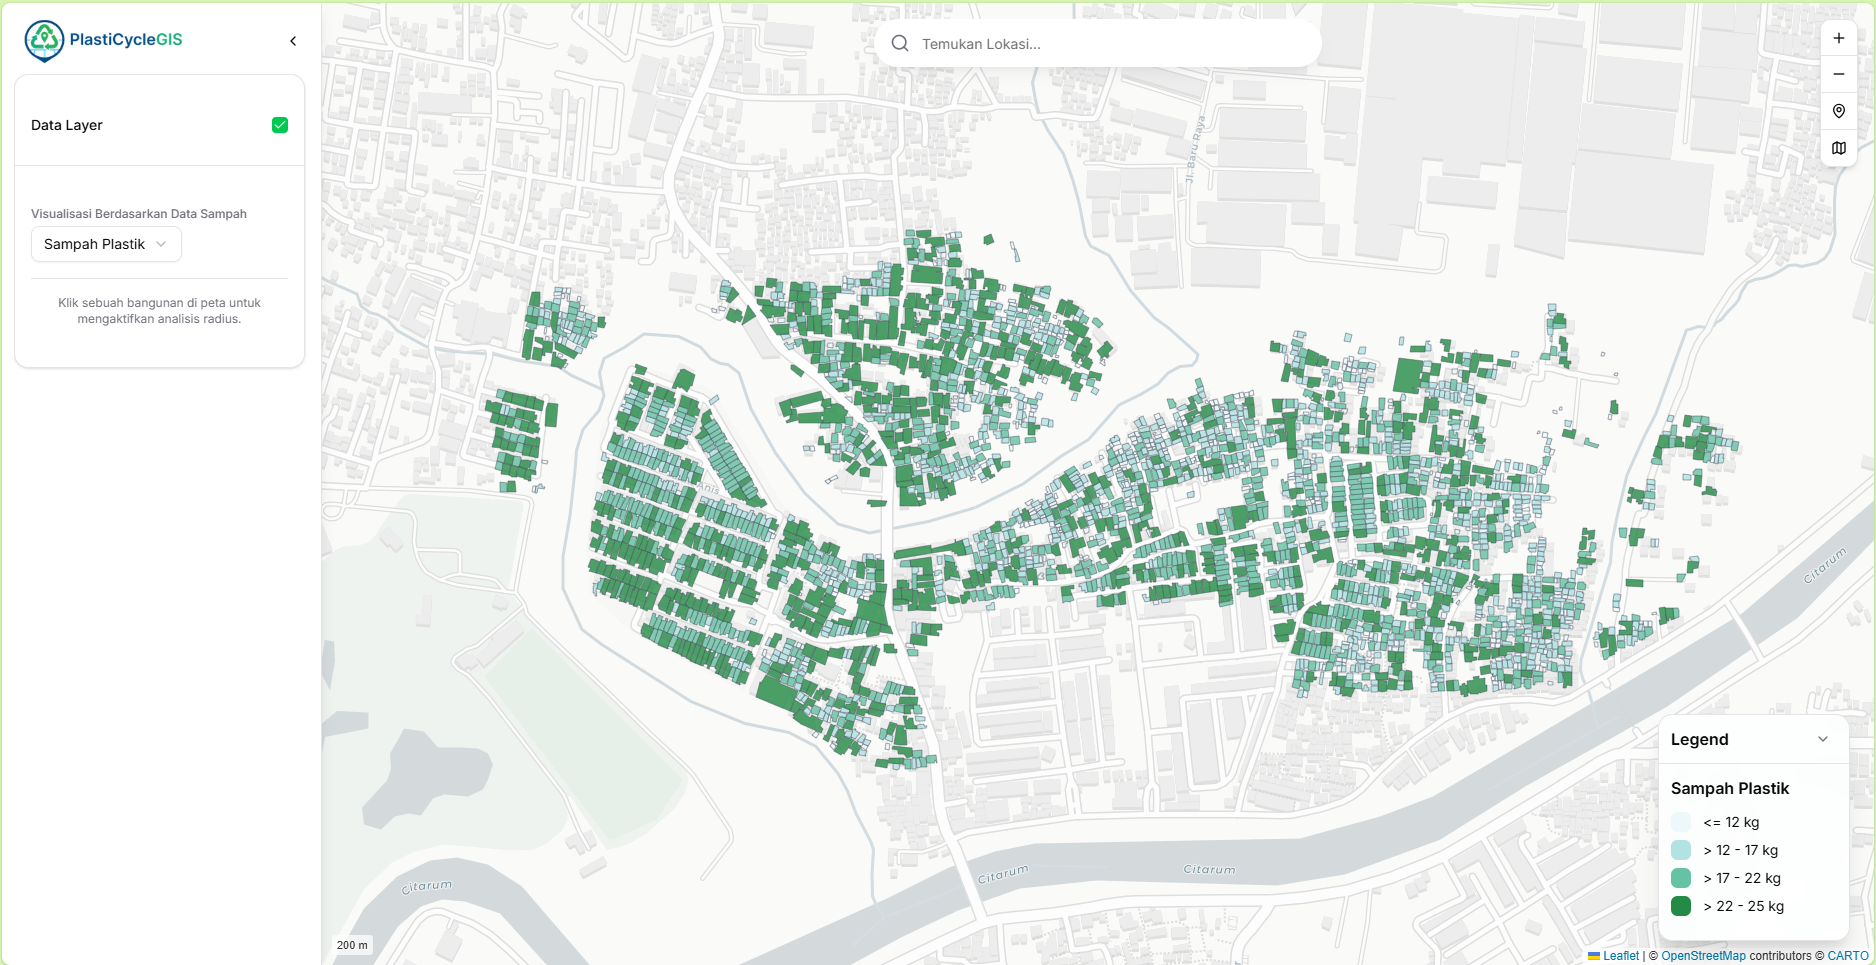 PlastiCycleGIS
Data Layer
Visualisasi Berdasarkan Data Sampah
Sampah Plastik
Klik sebuah bangunan di peta untuk
mengaktifkan analisis radius.
Temukan Lokasi...
+
−
Jl. Baru Raya
Anis
Citarum
Citarum
Citarum
Citarum
200 m
Legend
Sampah Plastik
<= 12 kg
> 12 - 17 kg
> 17 - 22 kg
> 22 - 25 kg
Leaflet | © OpenStreetMap contributors © CARTO